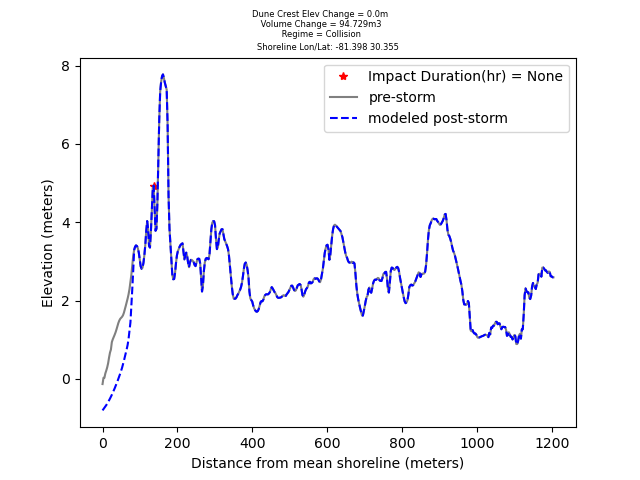 Dune Crest Elev Change = 0.0m
Volume Change = 94.729m3
Regime = Collision
Shoreline Lon/Lat: -81.398 30.355
Impact Duration(hr) = None
pre-storm
modeled post-storm
8
6
4
2
0
Elevation (meters)
0 200 400 600 800 1000 1200
Distance from mean shoreline (meters)